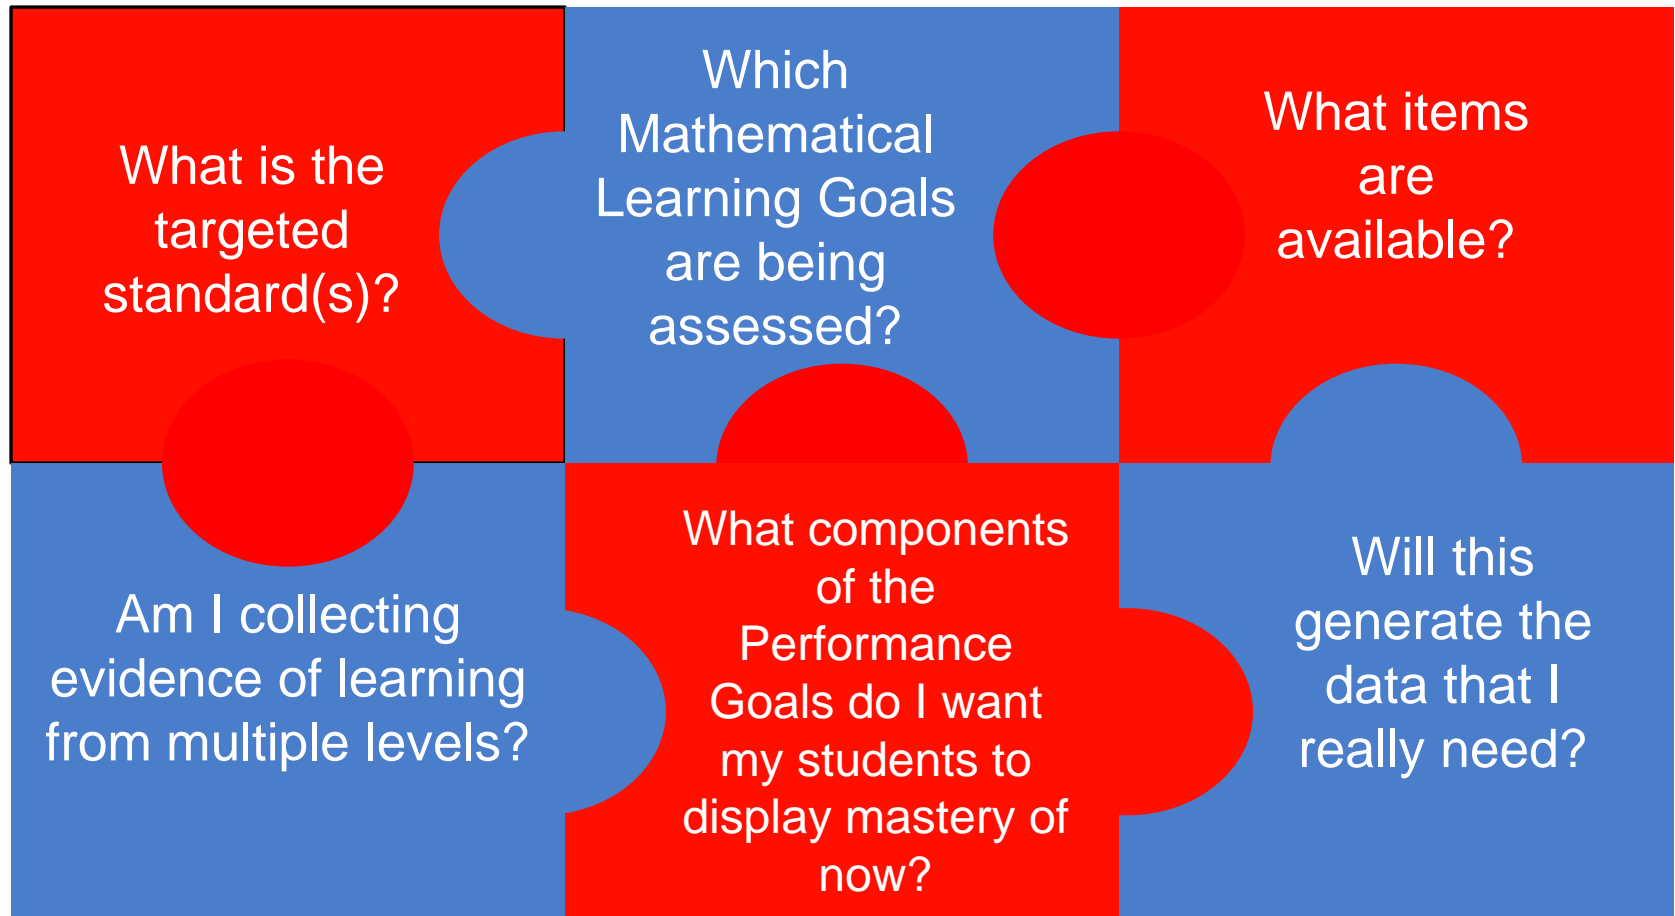 What is the
targeted
standard(s)?
Which
Mathematical
Learning Goals
are being
assessed?
What items
are
available?
Am I collecting
evidence of learning
from multiple levels?
What components
of the
Performance
Goals do I want
my students to
display mastery of
now?
Will this
generate the
data that I
really need?